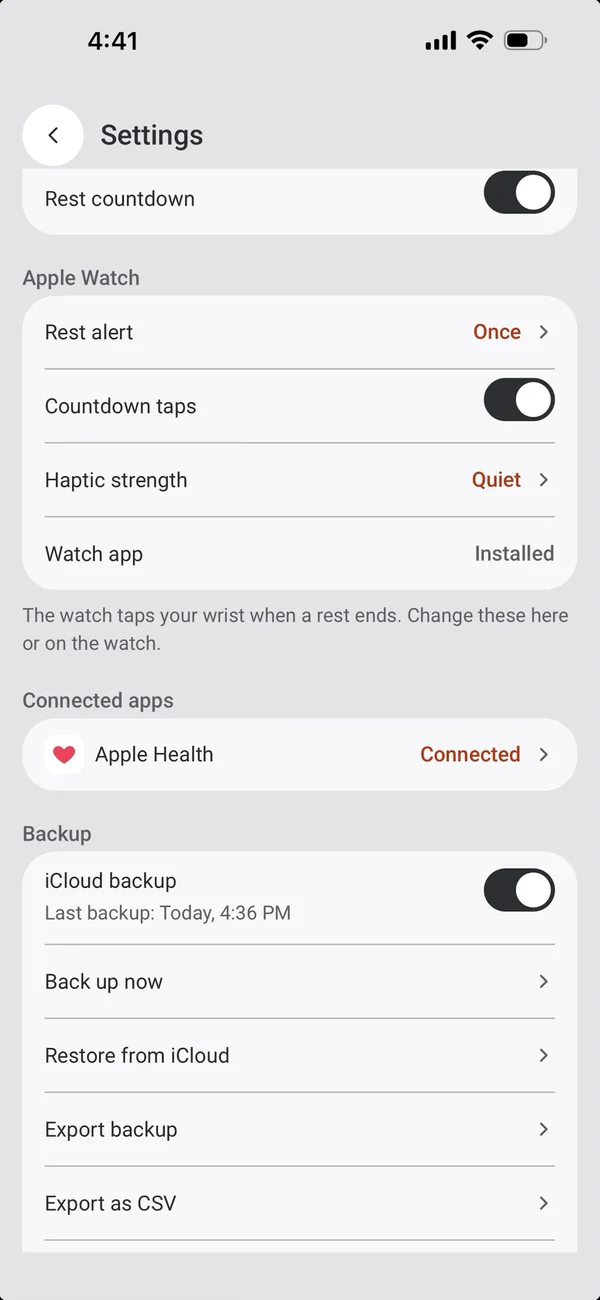 4:41
Settings
Rest countdown
Apple Watch
Rest alert
Once
Countdown taps
Haptic strength
Quiet
Watch app
Installed
The watch taps your wrist when a rest ends. Change these here
or on the watch.
Connected apps
Apple Health
Connected
Backup
iCloud backup
Last backup: Today, 4:36 PM
Back up now
Restore from iCloud
Export backup
Export as CSV